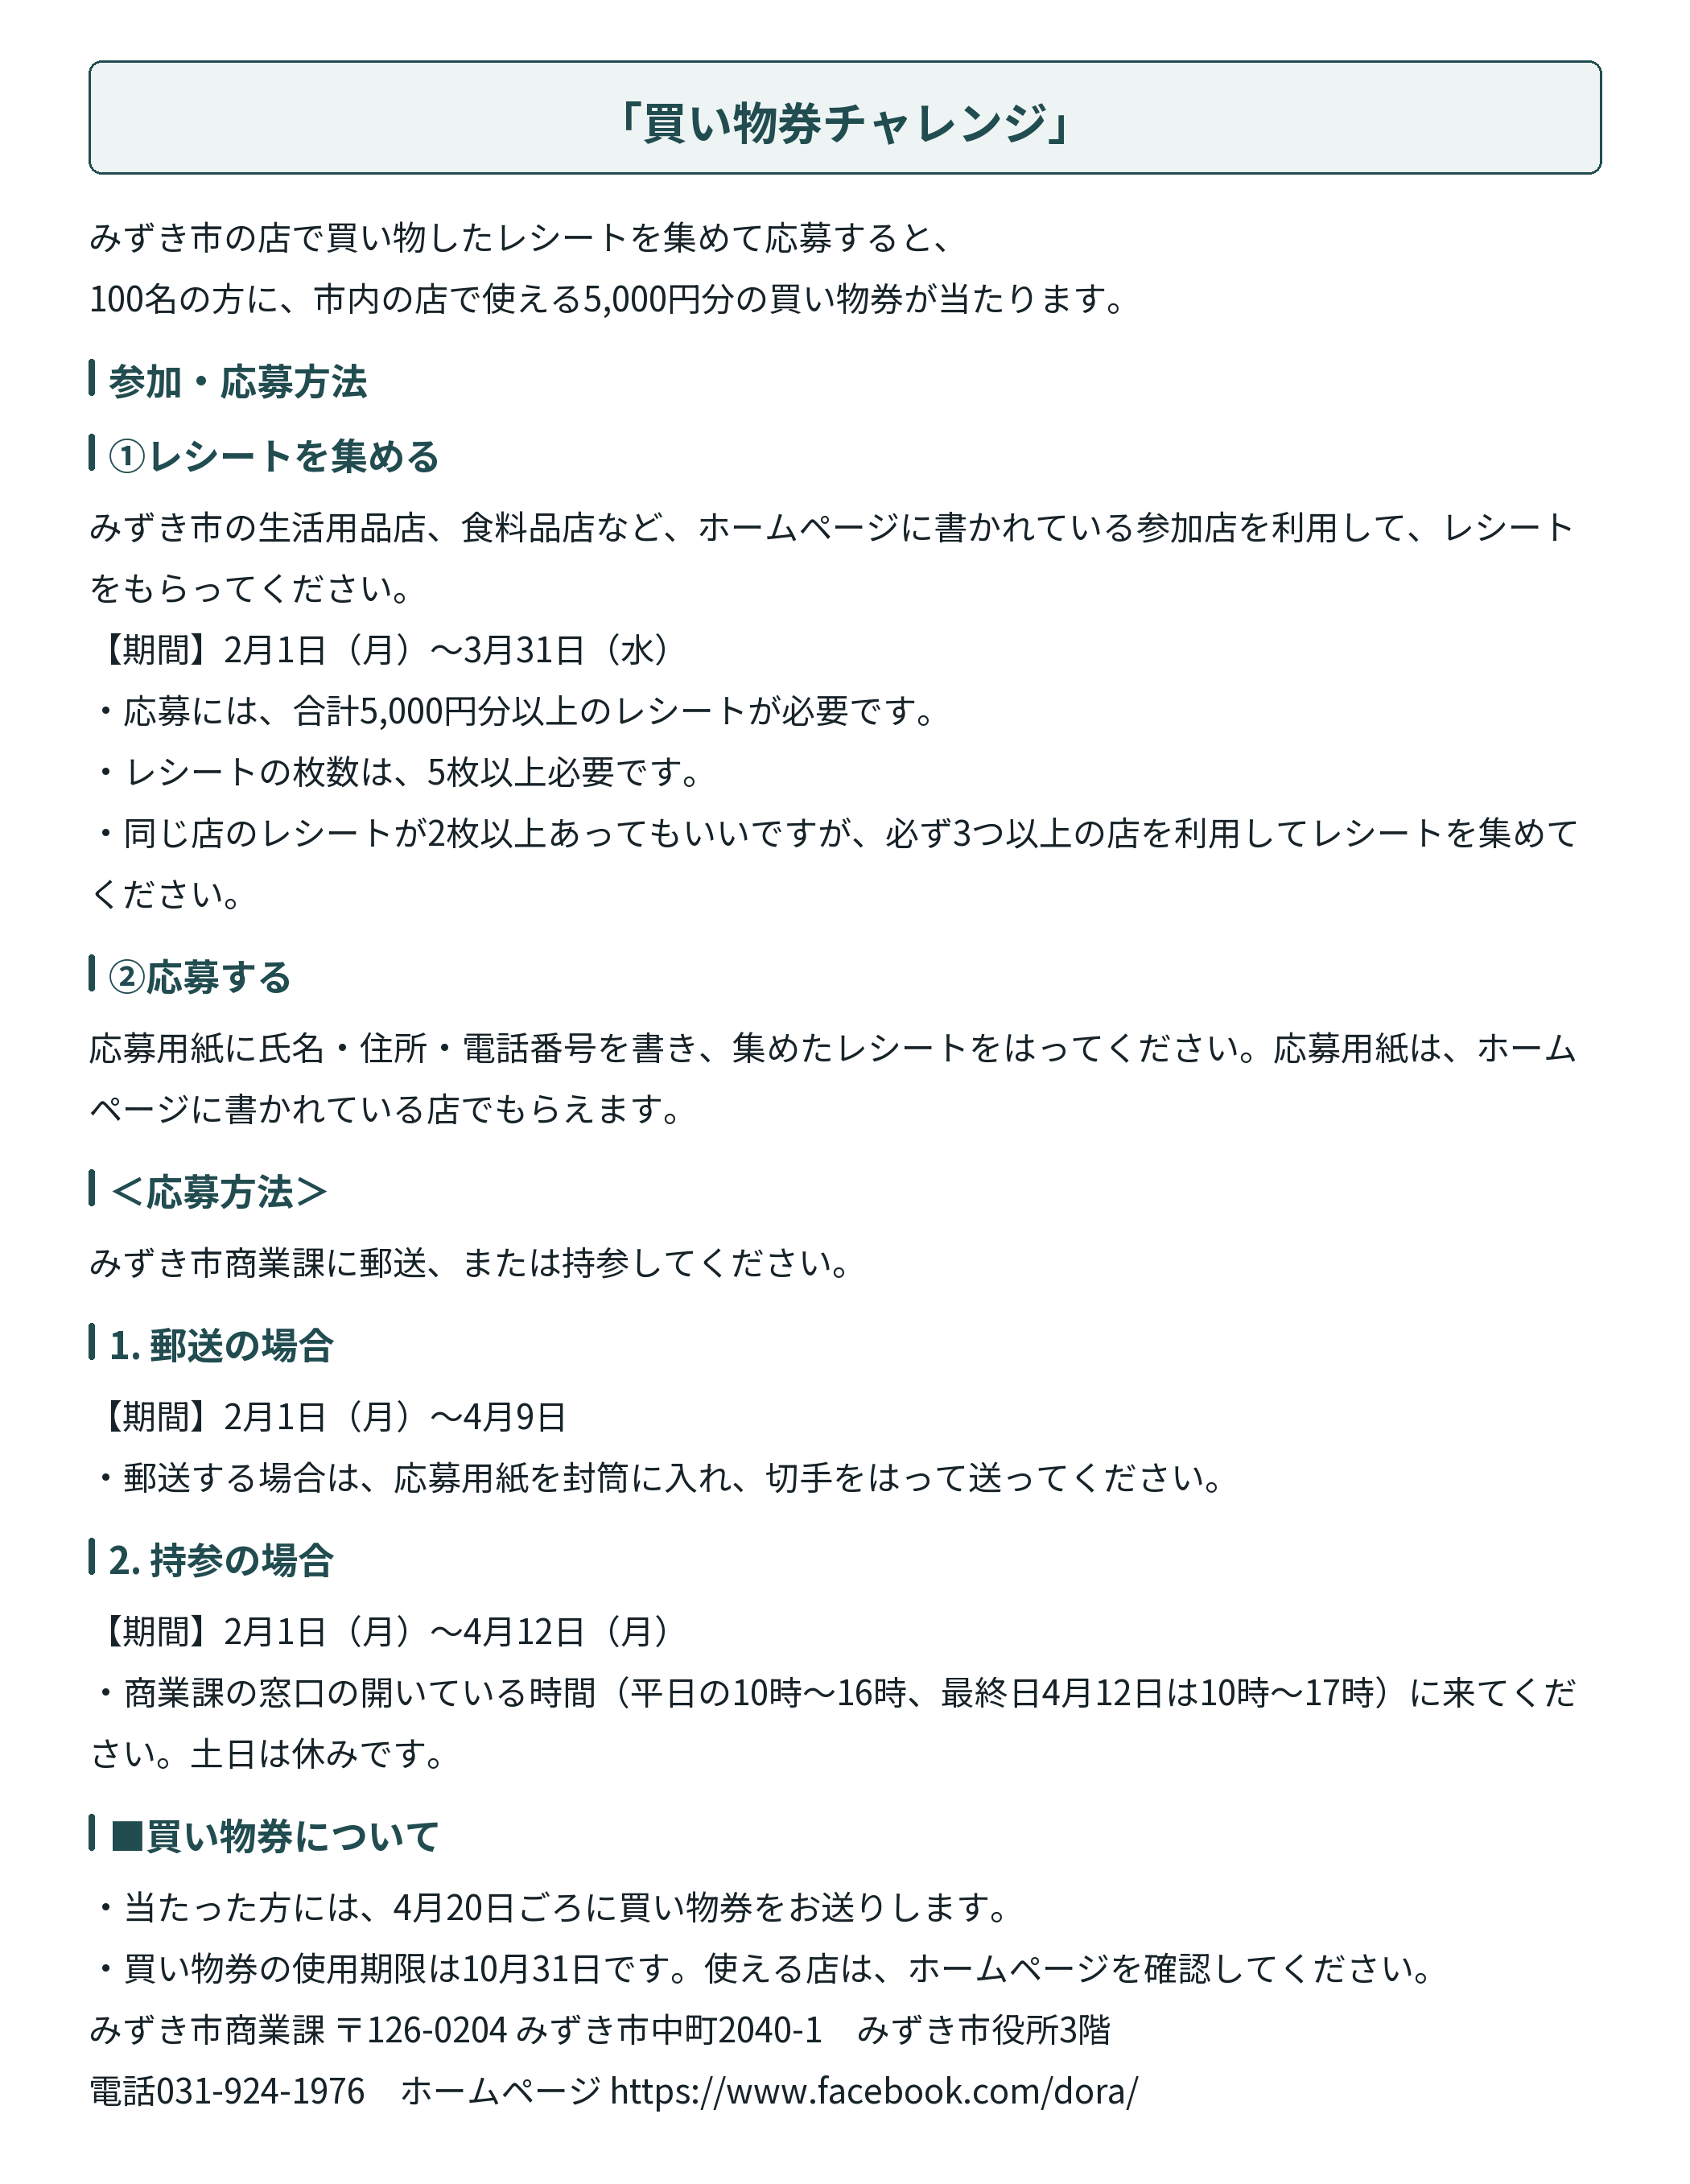 「買い物券チャレンジ」
みずき市の店で買い物したレシートを集めて応募すると、
100名の方に、市内の店で使える5,000円分の買い物券が当たります。
参加・応募方法
①レシートを集める
みずき市の生活用品店、食料品店など、ホームページに書かれている参加店を利用して、レシート
をもらってください。
【期間】2月1日（月）～3月31日（水）
・応募には、合計5,000円分以上のレシートが必要です。
・レシートの枚数は、5枚以上必要です。
・同じ店のレシートが2枚以上あってもいいですが、必ず3つ以上の店を利用してレシートを集めて
ください。
②応募する
応募用紙に氏名・住所・電話番号を書き、集めたレシートをはってください。応募用紙は、ホーム
ページに書かれている店でもらえます。
＜応募方法＞
みずき市商業課に郵送、または持参してください。
1. 郵送の場合
【期間】2月1日（月）～4月9日
・郵送する場合は、応募用紙を封筒に入れ、切手をはって送ってください。
2. 持参の場合
【期間】2月1日（月）～4月12日（月）
・商業課の窓口の開いている時間（平日の10時～16時、最終日4月12日は10時～17時）に来てくだ
さい。土日は休みです。
■買い物券について
・当たった方には、4月20日ごろに買い物券をお送りします。
・買い物券の使用期限は10月31日です。使える店は、ホームページを確認してください。
みずき市商業課 〒126-0204 みずき市中町2040-1　みずき市役所3階
電話031-924-1976　ホームページ https://www.facebook.com/dora/